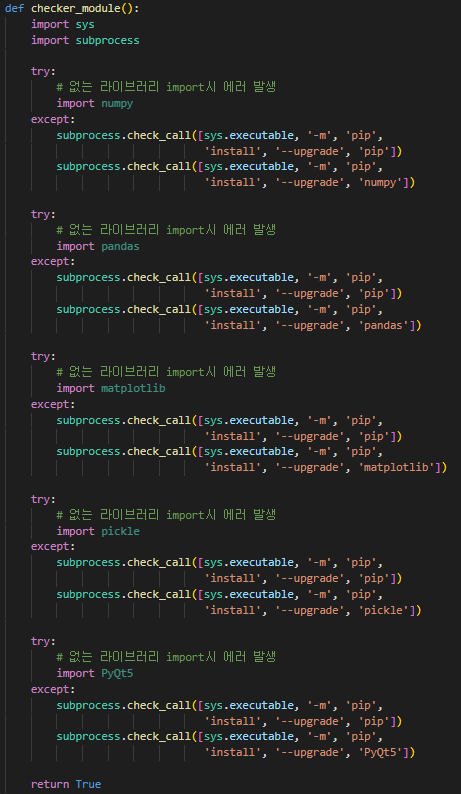 def checker_module():
    import sys
    import subprocess

    try:
        # 없는 라이브러리 import시 에러 발생
        import numpy
    except:
        subprocess.check_call([sys.executable, '-m', 'pip',
                               'install', '--upgrade', 'pip'])
        subprocess.check_call([sys.executable, '-m', 'pip',
                               'install', '--upgrade', 'numpy'])

    try:
        # 없는 라이브러리 import시 에러 발생
        import pandas
    except:
        subprocess.check_call([sys.executable, '-m', 'pip',
                               'install', '--upgrade', 'pip'])
        subprocess.check_call([sys.executable, '-m', 'pip',
                               'install', '--upgrade', 'pandas'])

    try:
        # 없는 라이브러리 import시 에러 발생
        import matplotlib
    except:
        subprocess.check_call([sys.executable, '-m', 'pip',
                               'install', '--upgrade', 'pip'])
        subprocess.check_call([sys.executable, '-m', 'pip',
                               'install', '--upgrade', 'matplotlib'])

    try:
        # 없는 라이브러리 import시 에러 발생
        import pickle
    except:
        subprocess.check_call([sys.executable, '-m', 'pip',
                               'install', '--upgrade', 'pip'])
        subprocess.check_call([sys.executable, '-m', 'pip',
                               'install', '--upgrade', 'pickle'])

    try:
        # 없는 라이브러리 import시 에러 발생
        import PyQt5
    except:
        subprocess.check_call([sys.executable, '-m', 'pip',
                               'install', '--upgrade', 'pip'])
        subprocess.check_call([sys.executable, '-m', 'pip',
                               'install', '--upgrade', 'PyQt5'])

    return True